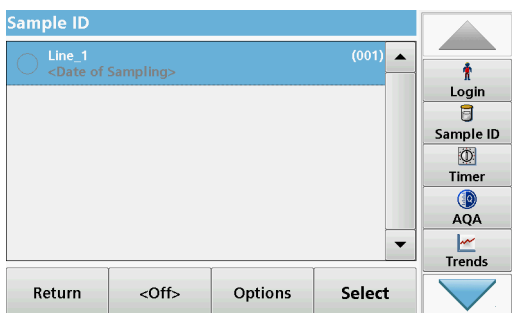 Sample ID
Line_1 (001)
<Date of Sampling>
Login
Sample ID
Timer
AQA
Trends
Return <Off> Options Select